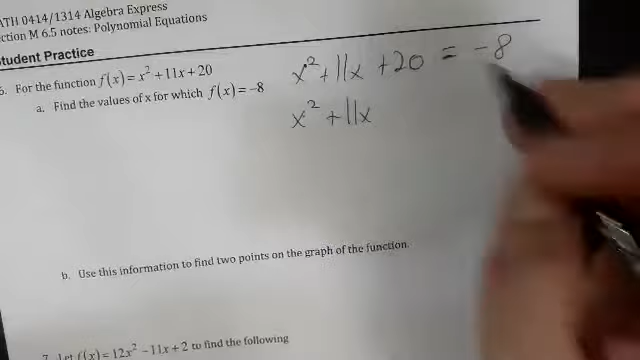 ATH 0414/1314 Algebra Express
ction M 6.5 notes: Polynomial Equations
tudent Practice
6. For the function f(x) = x² + 11x + 20
a. Find the values of x for which f(x) = −8
x² + 11x + 20 = −8
x² + 11x
b. Use this information to find two points on the graph of the function.
7. Let f(x) = 12x² − 11x + 2 to find the following